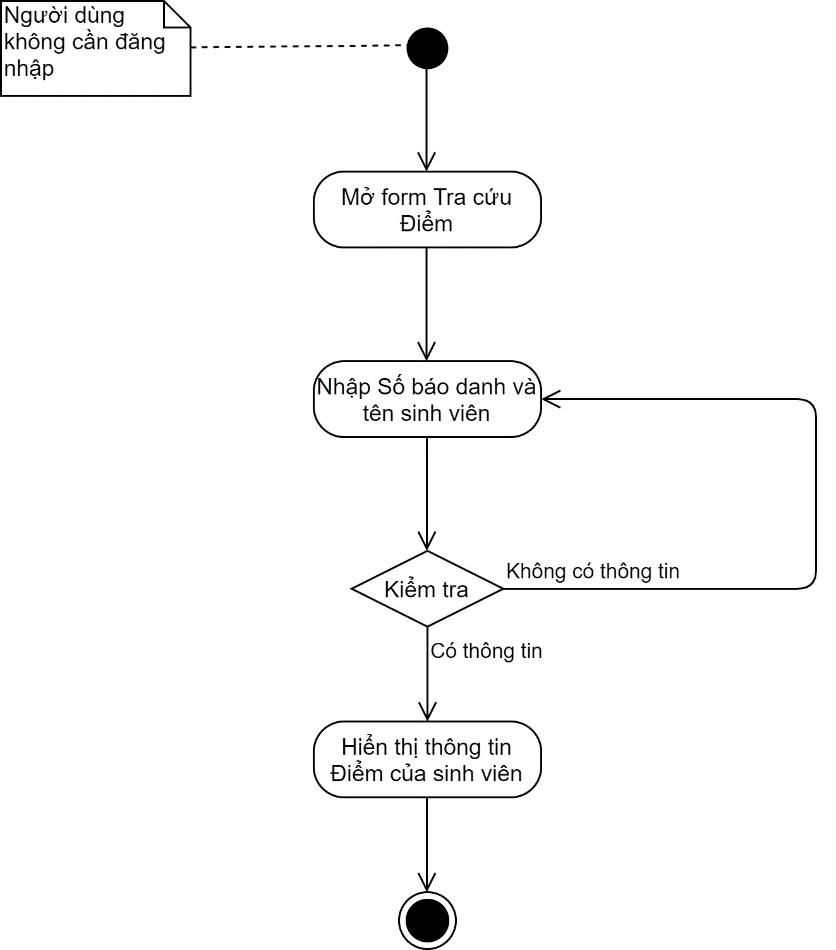 Người dùng
không cần đăng
nhập
Mở form Tra cứu
Điểm
Nhập Số báo danh và
tên sinh viên
Kiểm tra
Không có thông tin
Có thông tin
Hiển thị thông tin
Điểm của sinh viên